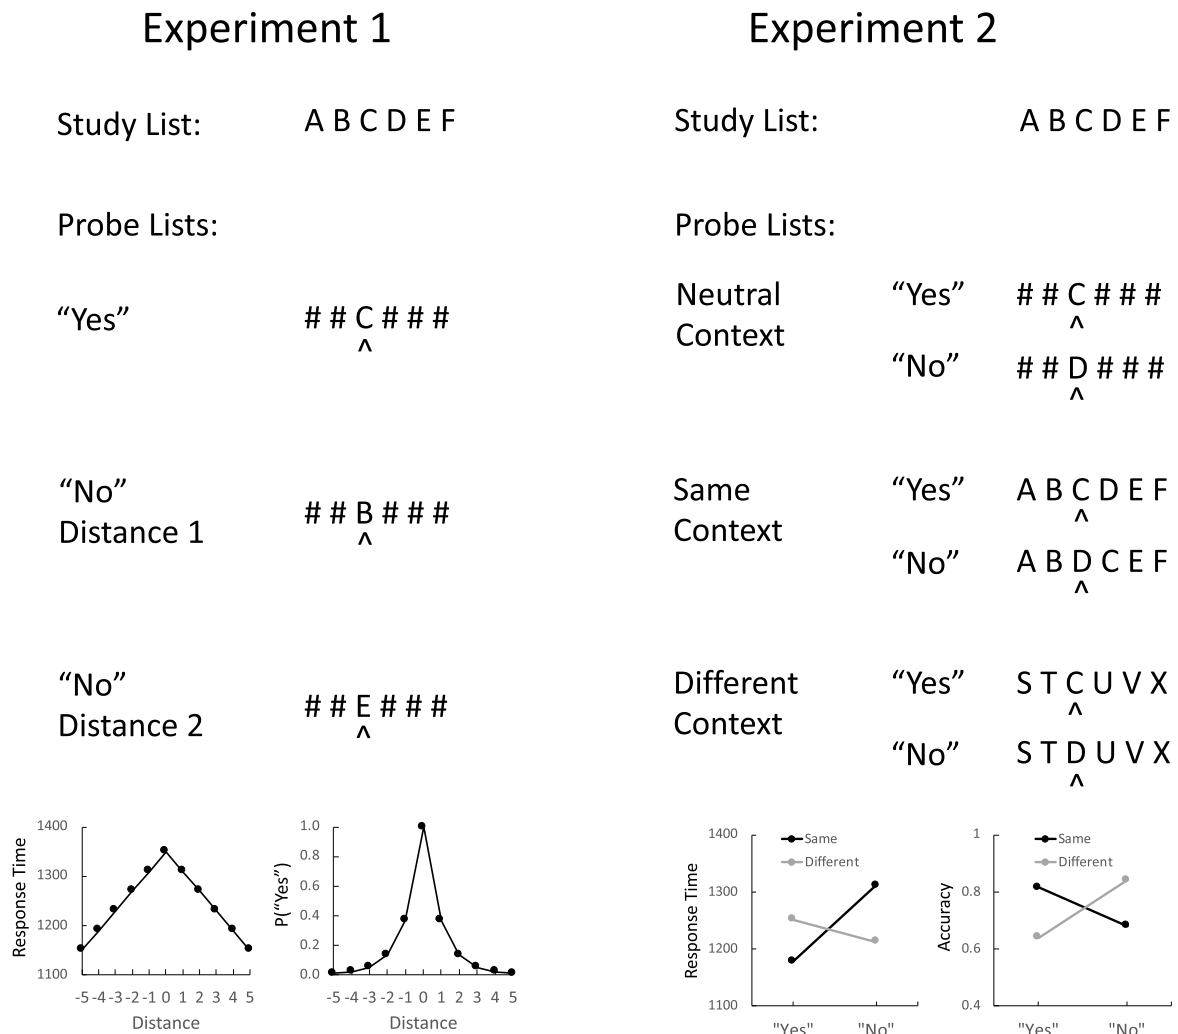 Experiment 1
Study List: A B C D E F
Probe Lists:
“Yes” # # C # # #
^
“No”
Distance 1 # # B # # #
^
“No”
Distance 2 # # E # # #
^
1400
1300
1200
1100
Response Time
-5 -4 -3 -2 -1 0 1 2 3 4 5
Distance
1.0
0.8
0.6
0.4
0.2
0.0
P("Yes")
-5 -4 -3 -2 -1 0 1 2 3 4 5
Distance
Experiment 2
Study List: A B C D E F
Probe Lists:
Neutral
Context
“Yes” # # C # # #
^
“No” # # D # # #
^
Same
Context
“Yes” A B C D E F
^
“No” A B D C E F
^
Different
Context
“Yes” S T C U V X
^
“No” S T D U V X
^
1400
1300
1200
1100
Response Time
Same
Different
"Yes" "No"
1
0.8
0.6
0.4
Accuracy
Same
Different
"Yes" "No"